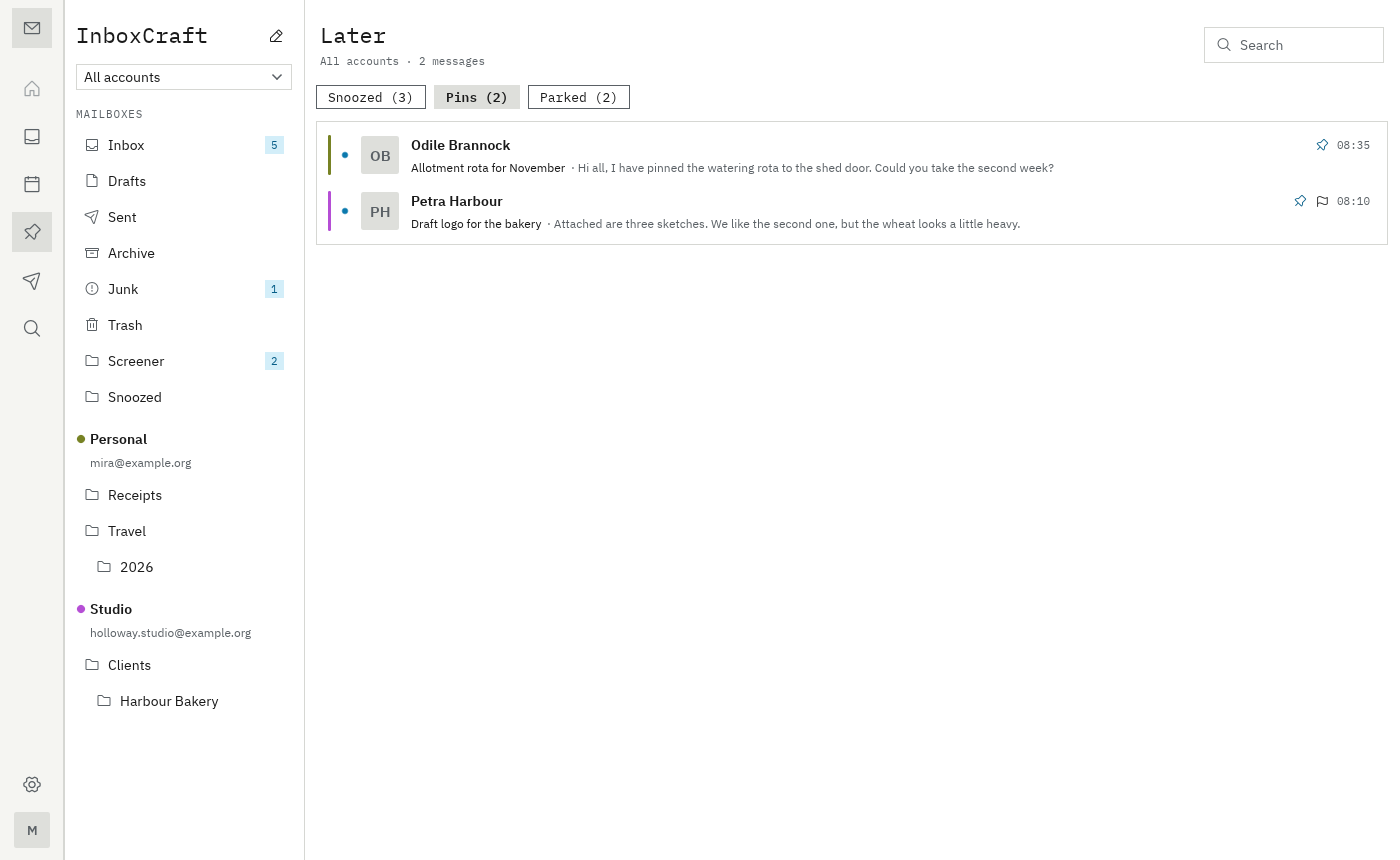 InboxCraft
All accounts
MAILBOXES
Inbox 5
Drafts
Sent
Archive
Junk 1
Trash
Screener 2
Snoozed
Personal
mira@example.org
Receipts
Travel
2026
Studio
holloway.studio@example.org
Clients
Harbour Bakery
M
Later
All accounts · 2 messages
Search
Snoozed (3) Pins (2) Parked (2)
OB Odile Brannock 08:35
Allotment rota for November · Hi all, I have pinned the watering rota to the shed door. Could you take the second week?
PH Petra Harbour 08:10
Draft logo for the bakery · Attached are three sketches. We like the second one, but the wheat looks a little heavy.